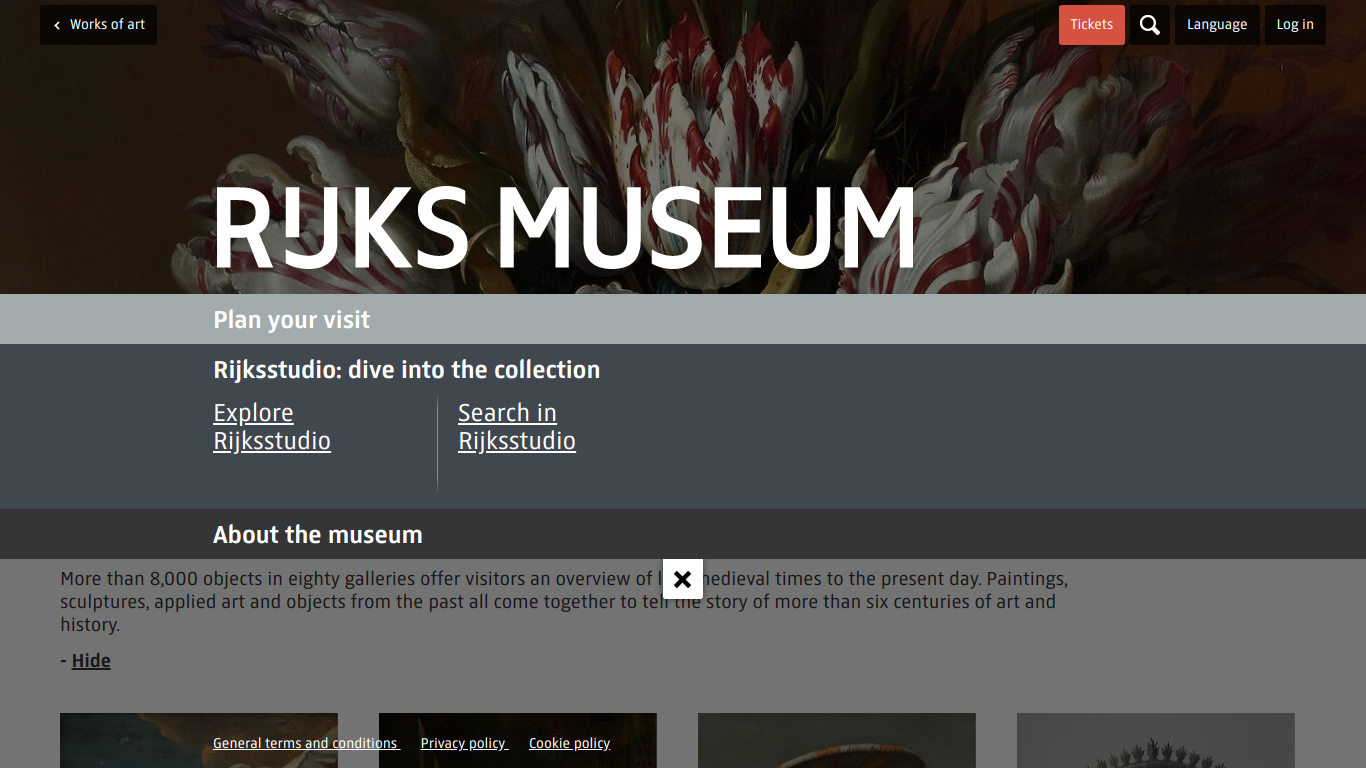 Works of art
Tickets
Language
Log in
RIJKS MUSEUM
Plan your visit
Rijksstudio: dive into the collection
Explore
Rijksstudio
Search in
Rijksstudio
About the museum
More than 8,000 objects in eighty galleries offer visitors an overview of medieval times to the present day. Paintings,
sculptures, applied art and objects from the past all come together to tell the story of more than six centuries of art and
history.
- Hide
General terms and conditions
Privacy policy
Cookie policy